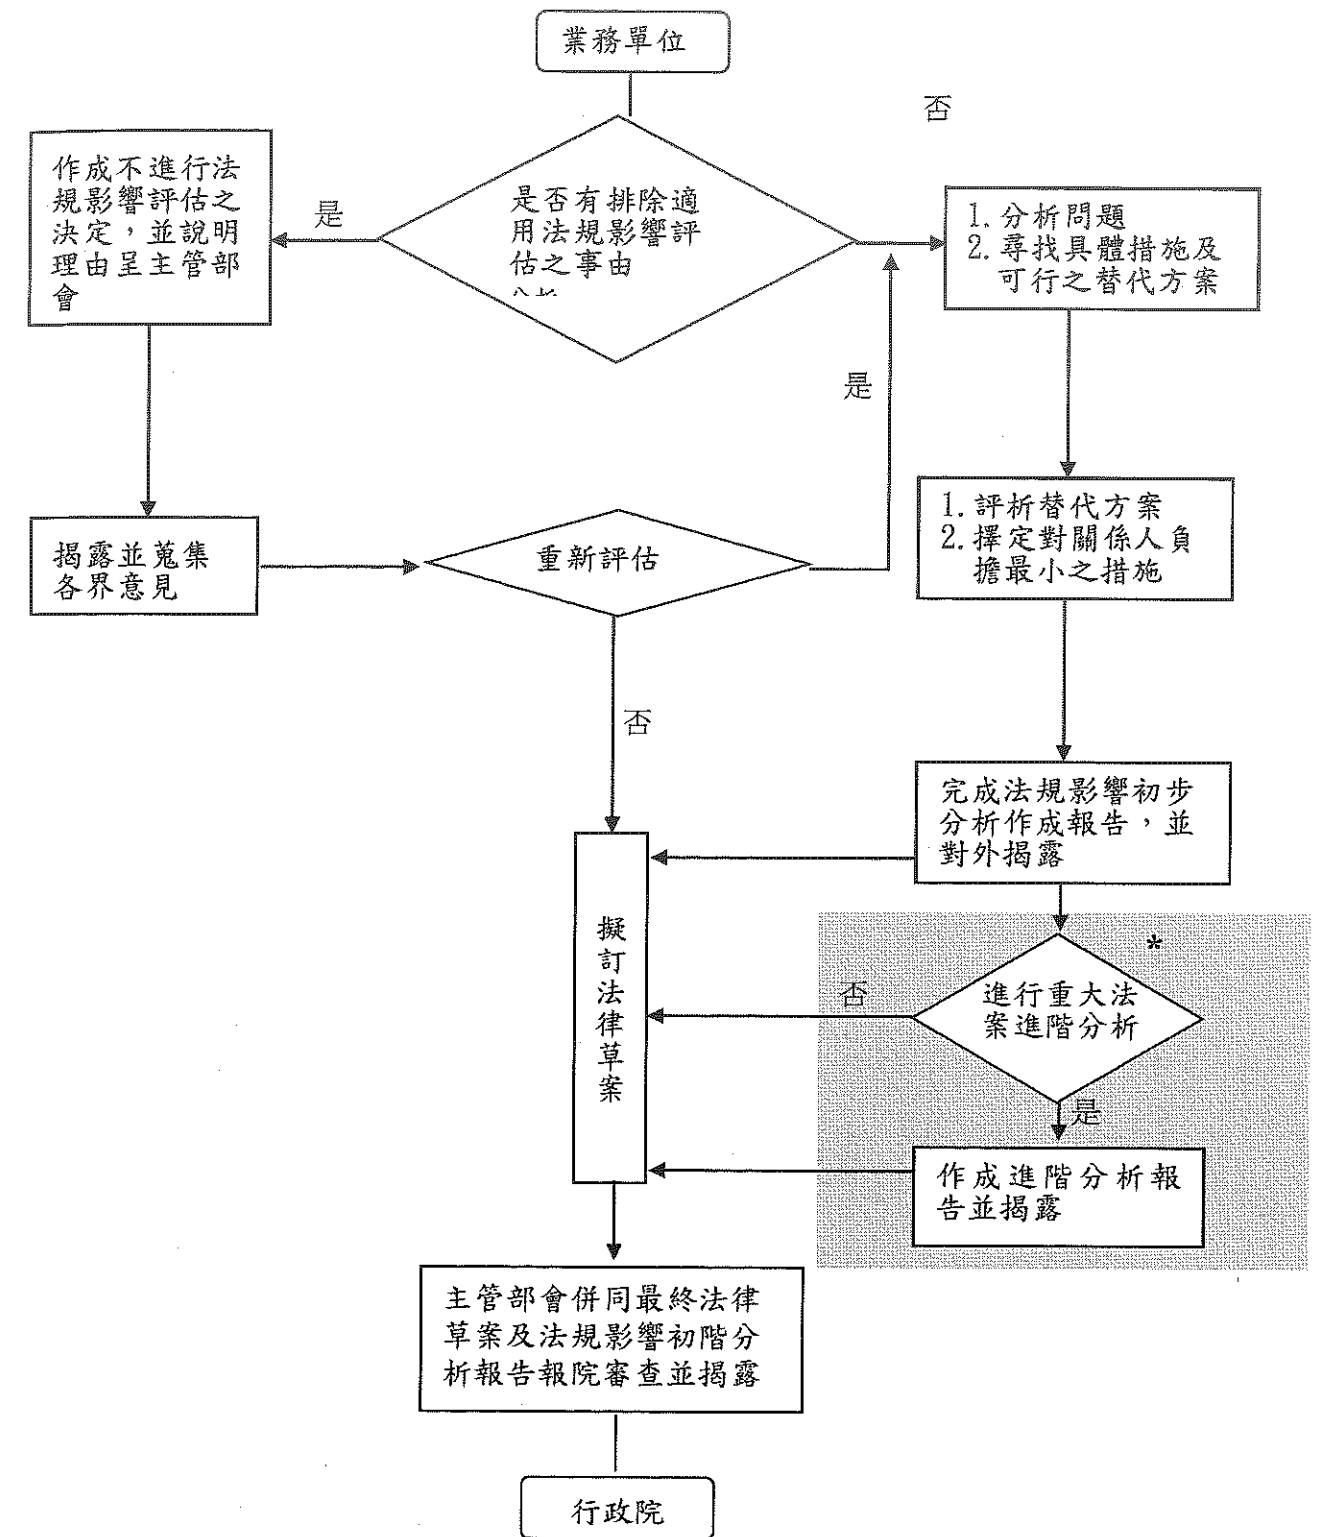 業務單位
否
作成不進行法
規影響評估之
決定，並說明
理由呈主管部
會
是
是否有排除適
用法規影響評
估之事由
1. 分析問題
2. 尋找具體措施及
可行之替代方案
是
揭露並蒐集
各界意見
重新評估
1. 評析替代方案
2. 擇定對關係人負
擔最小之措施
否
完成法規影響初步
分析作成報告，並
對外揭露
擬訂法律草案
*
否
進行重大法
案進階分析
是
作成進階分析報
告並揭露
主管部會併同最終法律
草案及法規影響初階分
析報告報院審查並揭露
行政院